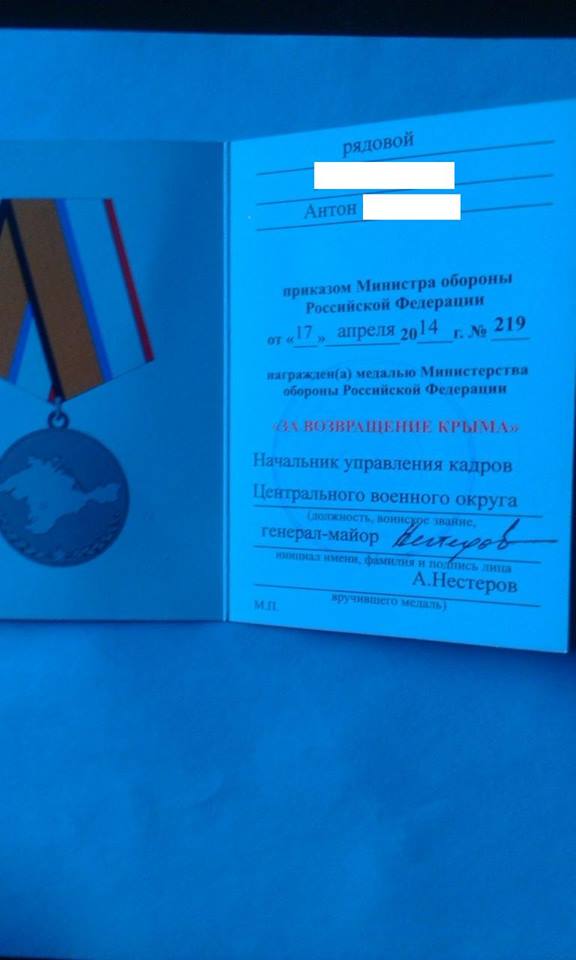 рядовой
Антон
приказом Министра обороны
Российской Федерации
от «17» апреля 2014 г. № 219
награжден(а) медалью Министерства
обороны Российской Федерации
«ЗА ВОЗВРАЩЕНИЕ КРЫМА»
Начальник управления кадров
Центрального военного округа
(должность, воинское звание,
генерал-майор Нестеров
инициал имени, фамилия и подпись лица
А.Нестеров
вручившего медаль)
М.П.